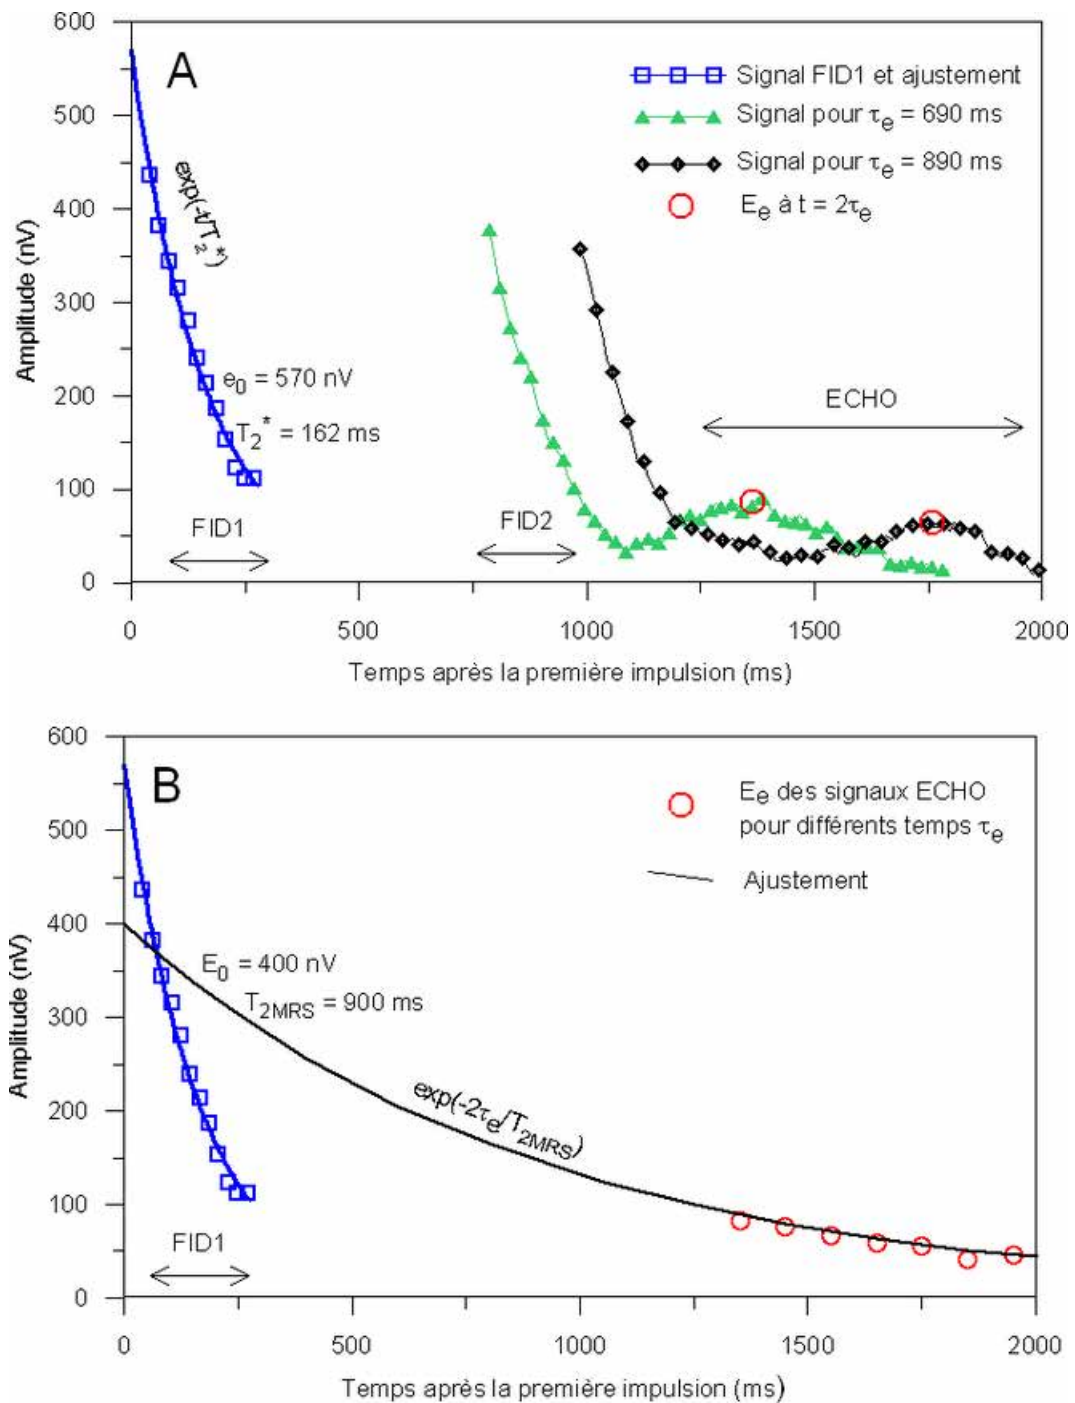 A
600
500
400
300
200
100
0
Amplitude (nV)
Signal FID1 et ajustement
Signal pour τe = 690 ms
Signal pour τe = 890 ms
Ee à t = 2τe
exp(-t/T2*)
e0 = 570 nV
T2* = 162 ms
ECHO
FID1
FID2
0 500 1000 1500 2000
Temps après la première impulsion (ms)
B
600
500
400
300
200
100
0
Amplitude (nV)
Ee des signaux ECHO
pour différents temps τe
Ajustement
E0 = 400 nV
T2MRS = 900 ms
exp(-2τe/T2MRS)
FID1
0 500 1000 1500 2000
Temps après la première impulsion (ms)